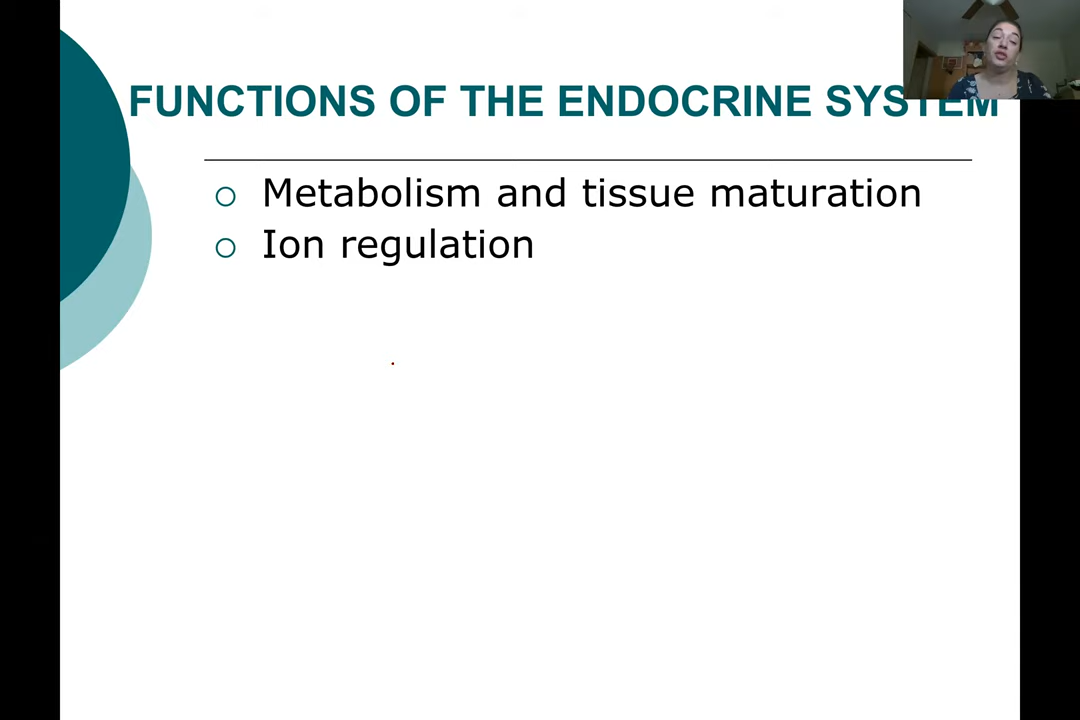 FUNCTIONS OF THE ENDOCRINE SYSTEM
Metabolism and tissue maturation
Ion regulation